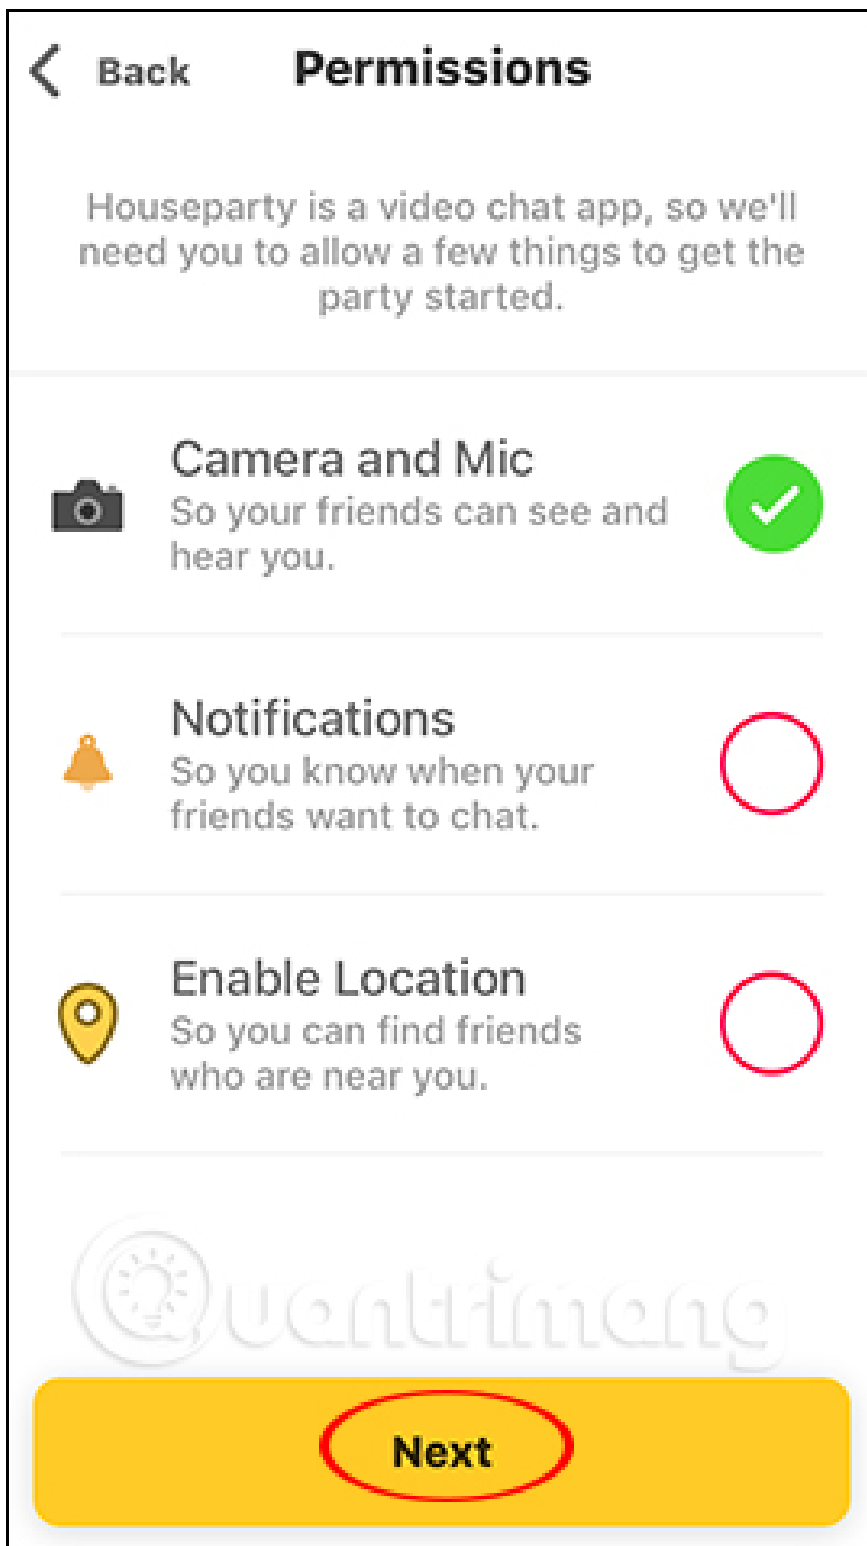 Back Permissions
Houseparty is a video chat app, so we'll
need you to allow a few things to get the
party started.
Camera and Mic
So your friends can see and
hear you.
Notifications
So you know when your
friends want to chat.
Enable Location
So you can find friends
who are near you.
Quantrimang
Next